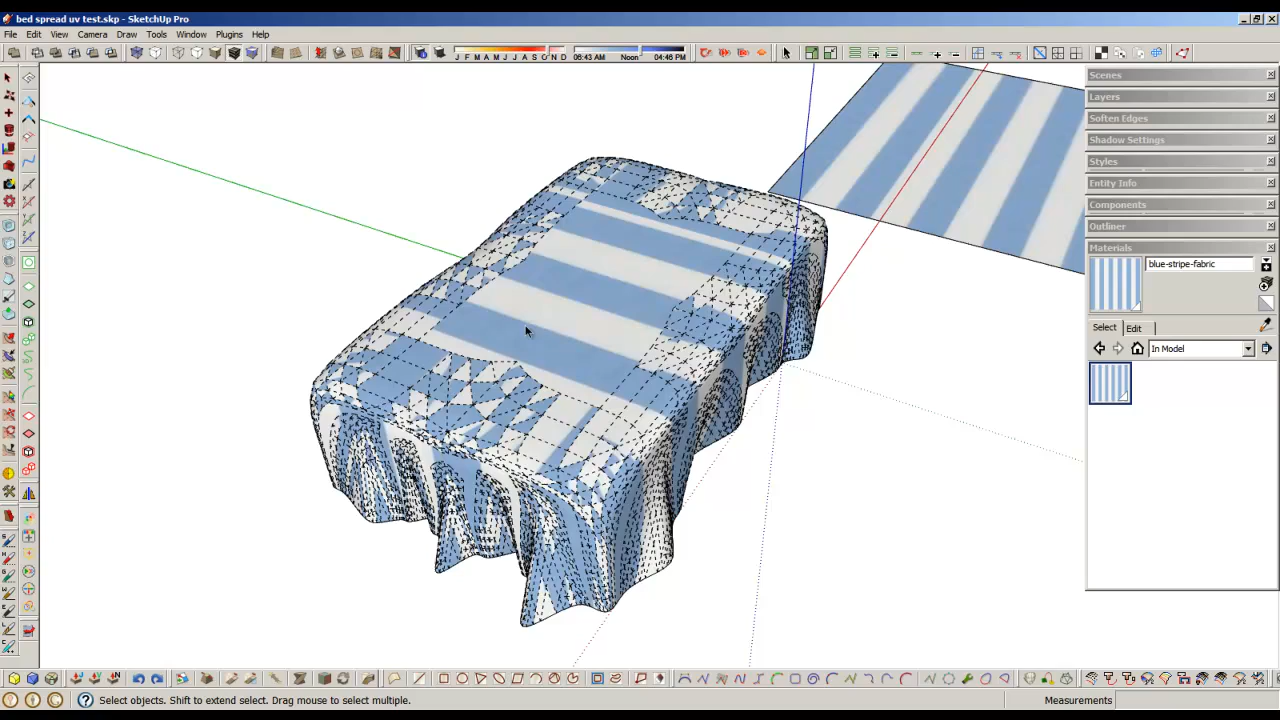 bed spread uv test.skp - SketchUp Pro
File Edit View Camera Draw Tools Window Plugins Help
J F M A M J J A S O N D 06:43 AM Noon 04:46 PM
Scenes
Layers
Soften Edges
Shadow Settings
Styles
Entity Info
Components
Outliner
Materials
blue-stripe-fabric
Select Edit
In Model
Select objects. Shift to extend select. Drag mouse to select multiple.
Measurements